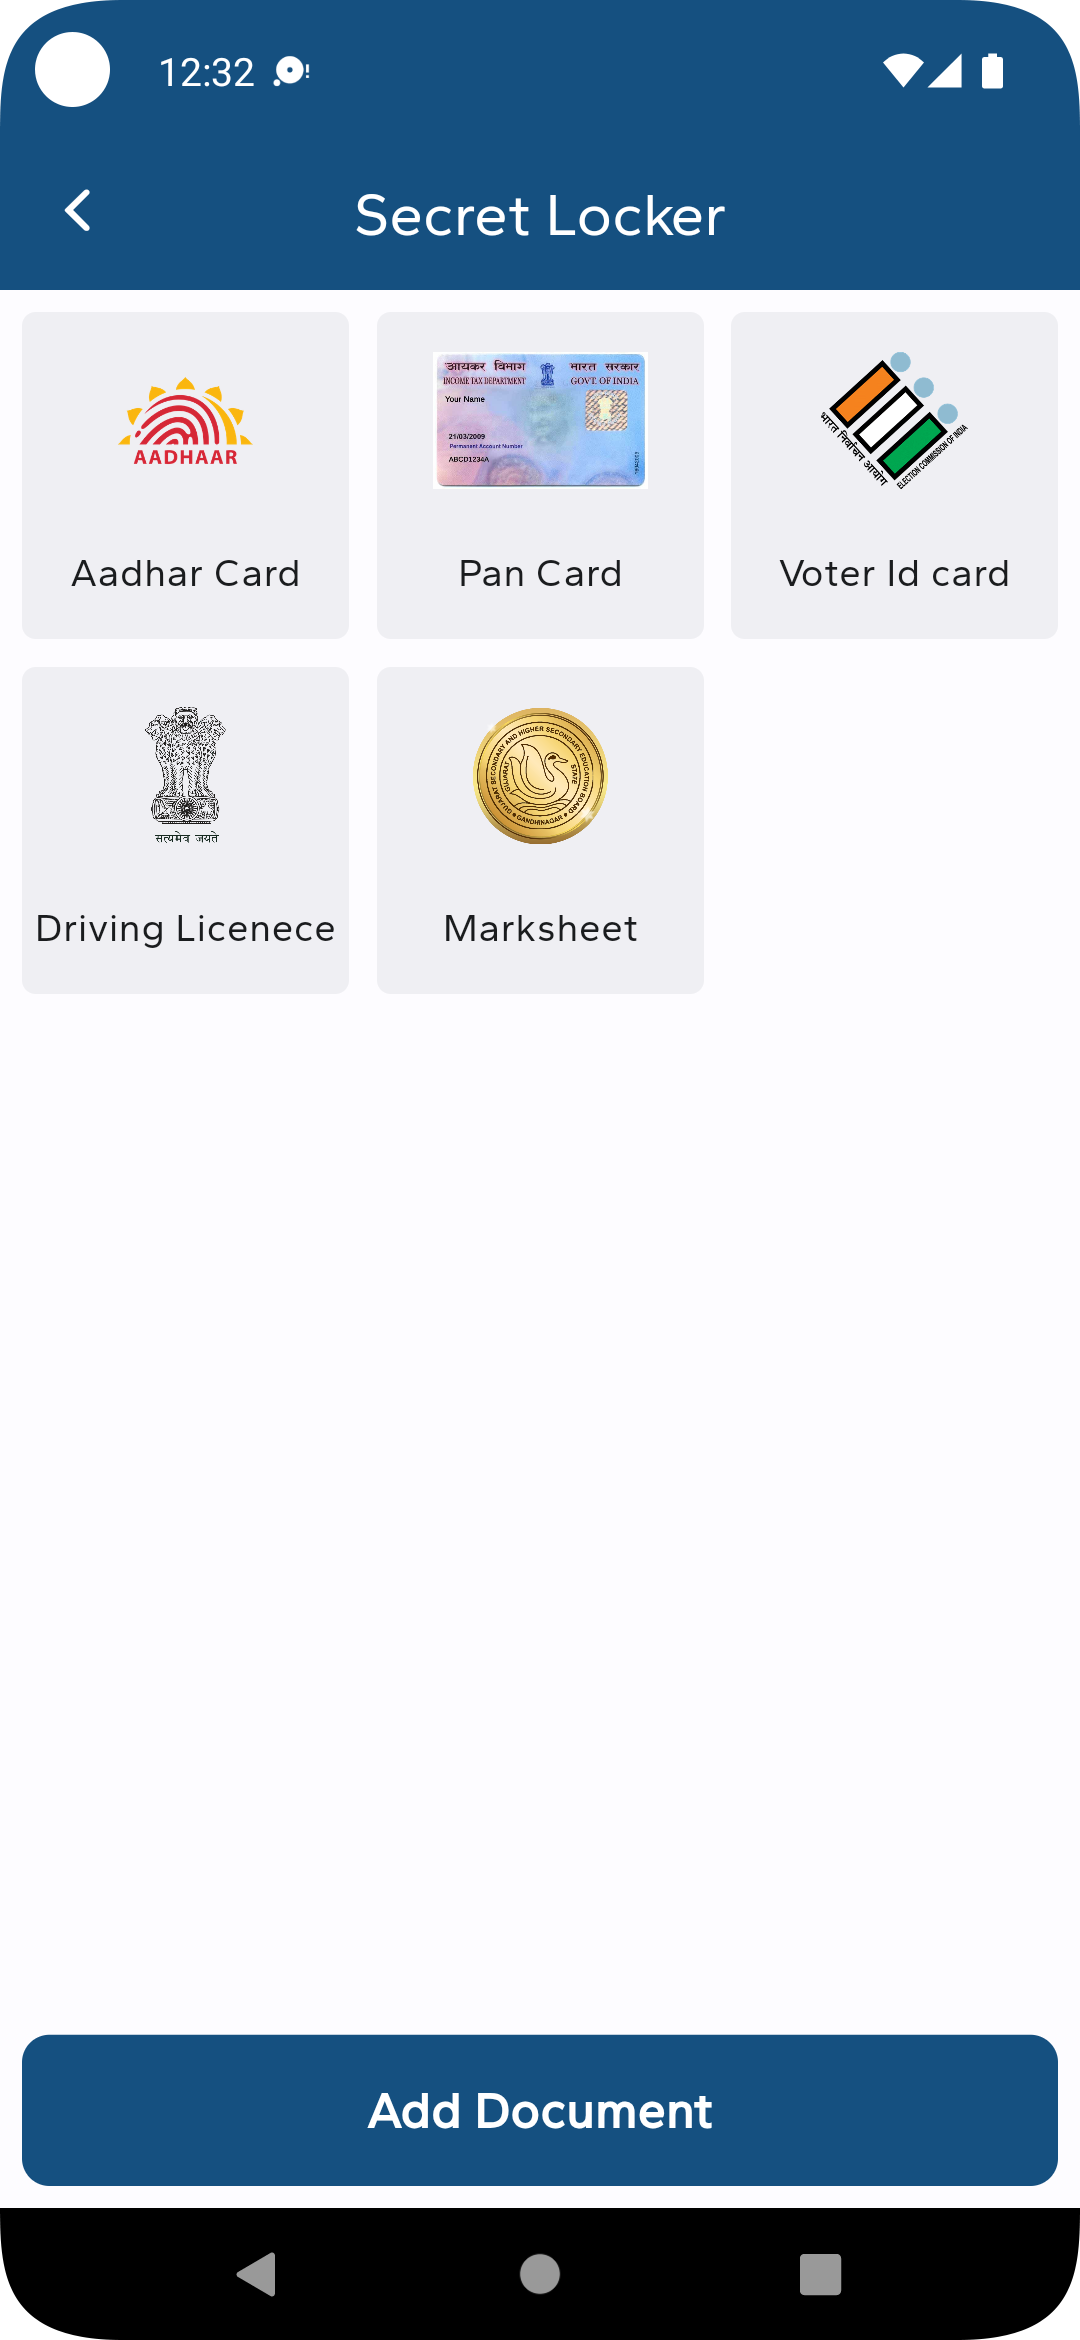 12:32
Secret Locker
AADHAAR
आयकर विभाग
INCOME TAX DEPARTMENT
भारत सरकार
GOVT. OF INDIA
Your Name
21/03/2009
Permanent Account Number
ABCD1234A
भारत निर्वाचन आयोग
ELECTION COMMISSION OF INDIA
Aadhar Card
Pan Card
Voter Id card
सत्यमेव जयते
GUJARAT SECONDARY AND HIGHER SECONDARY EDUCATION BOARD
GUJARAT
STATE
GANDHINAGAR
Driving Licenece
Marksheet
Add Document